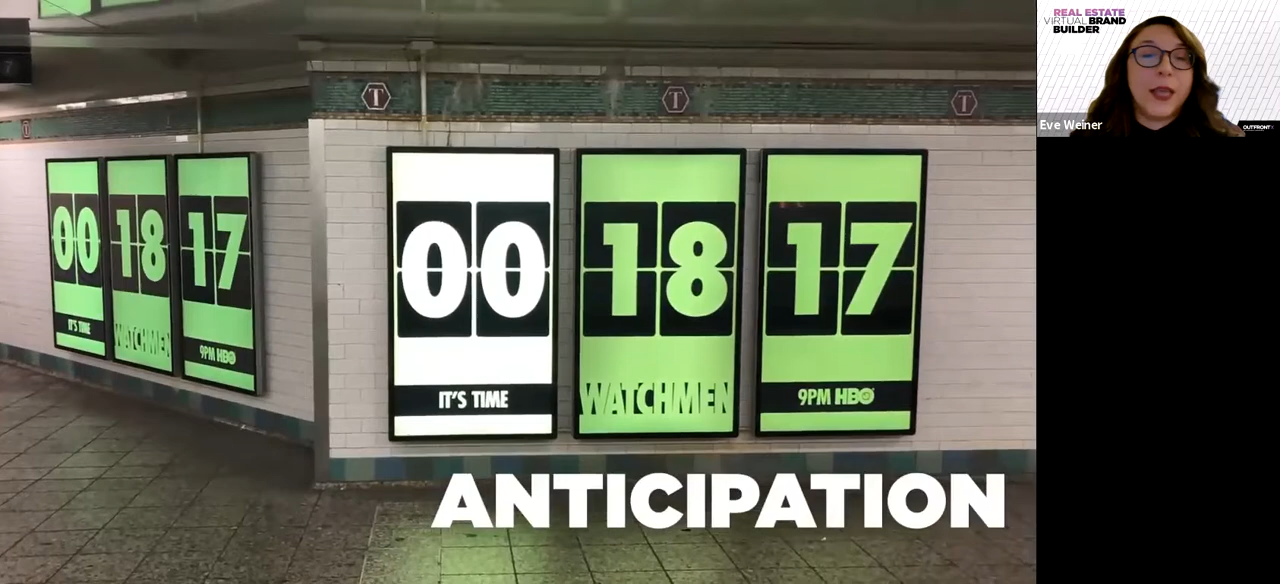 REAL ESTATE
VIRTUAL BRAND
BUILDER
Eve Weiner
OUTFRONT
T
T
T
T
00
18
17
IT'S TIME
WATCHMEN
9PM HBO
00
18
17
IT'S TIME
WATCHMEN
9PM HBO
ANTICIPATION